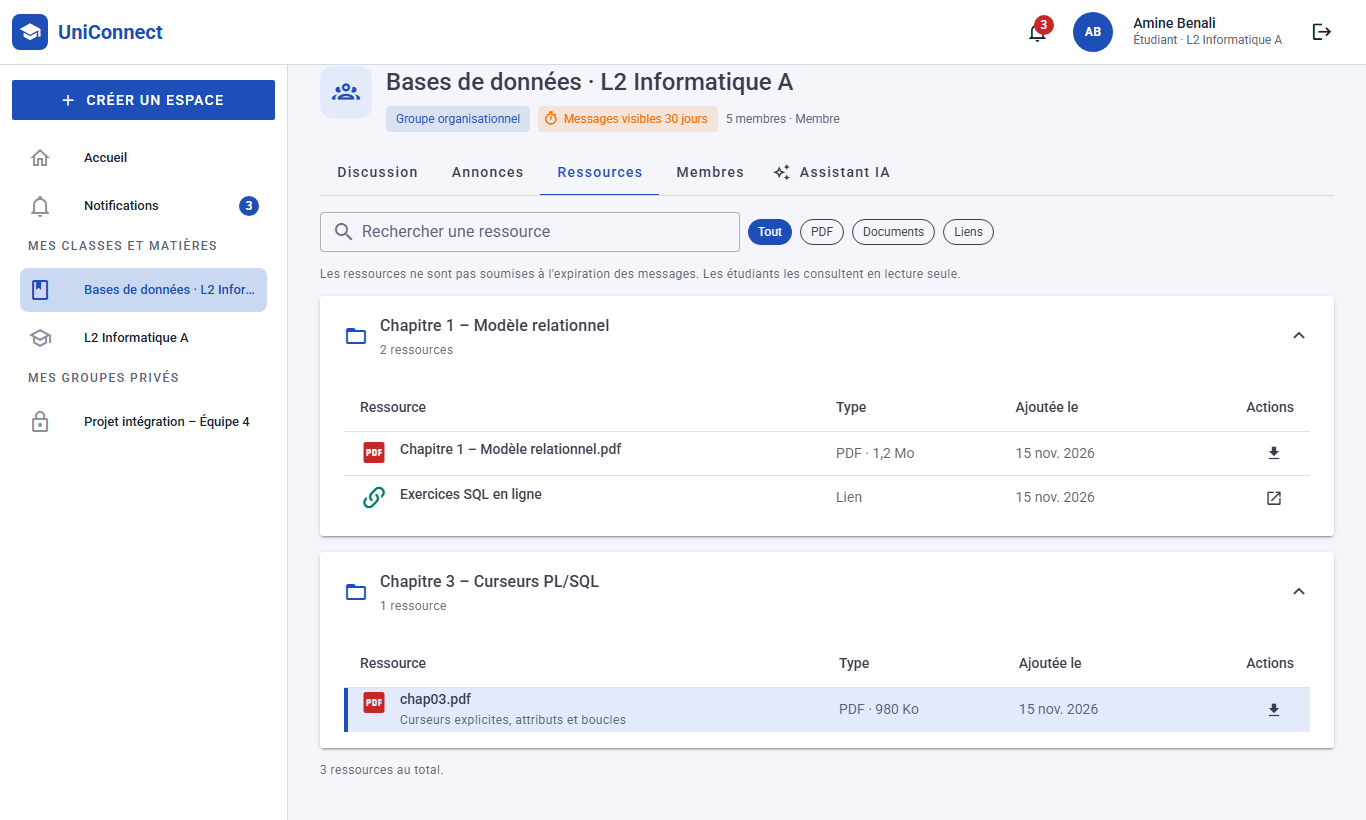 UniConnect
3
AB
Amine Benali
Étudiant · L2 Informatique A
CRÉER UN ESPACE
Accueil
Notifications
3
MES CLASSES ET MATIÈRES
Bases de données · L2 Infor…
L2 Informatique A
MES GROUPES PRIVÉS
Projet intégration – Équipe 4
Bases de données · L2 Informatique A
Groupe organisationnel
Messages visibles 30 jours
5 membres · Membre
Discussion
Annonces
Ressources
Membres
Assistant IA
Rechercher une ressource
Tout
PDF
Documents
Liens
Les ressources ne sont pas soumises à l'expiration des messages. Les étudiants les consultent en lecture seule.
Chapitre 1 – Modèle relationnel
2 ressources
Ressource Type Ajoutée le Actions
PDF Chapitre 1 – Modèle relationnel.pdf PDF · 1,2 Mo 15 nov. 2026
Exercices SQL en ligne Lien 15 nov. 2026
Chapitre 3 – Curseurs PL/SQL
1 ressource
Ressource Type Ajoutée le Actions
PDF chap03.pdf PDF · 980 Ko 15 nov. 2026
Curseurs explicites, attributs et boucles
3 ressources au total.